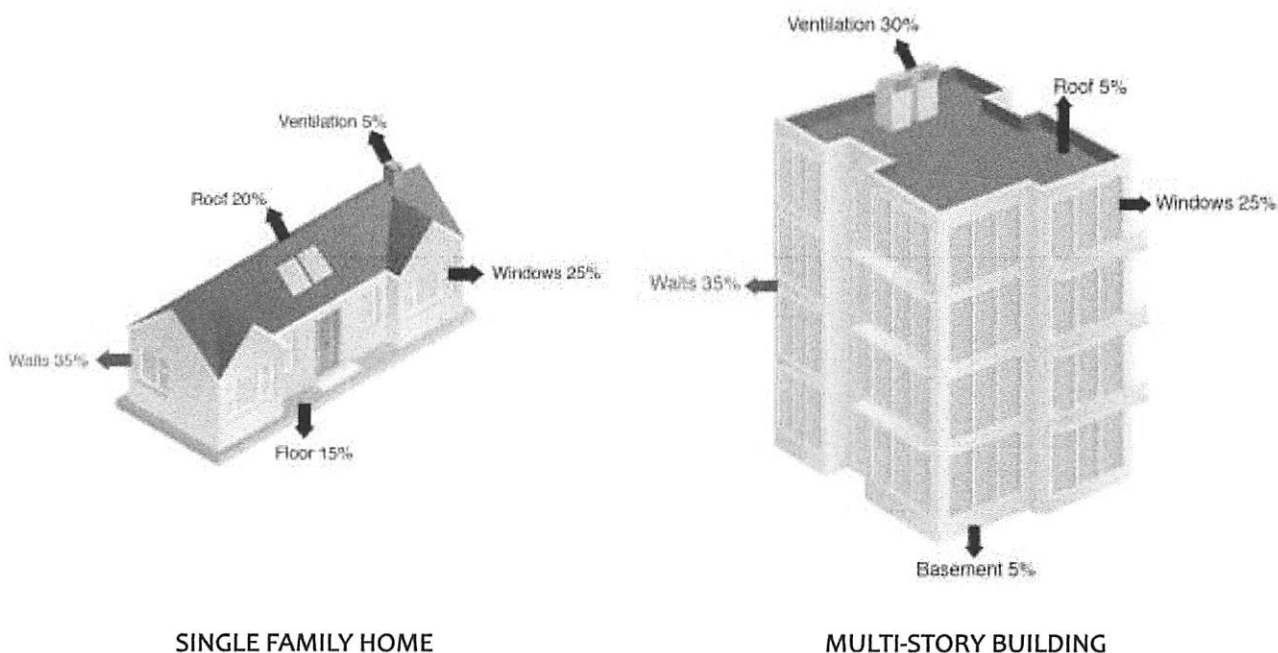 Ventilation 30%
Roof 5%
Windows 25%
Walls 35%
Basement 5%
Ventilation 5%
Roof 20%
Windows 25%
Walls 35%
Floor 15%
SINGLE FAMILY HOME
MULTI-STORY BUILDING